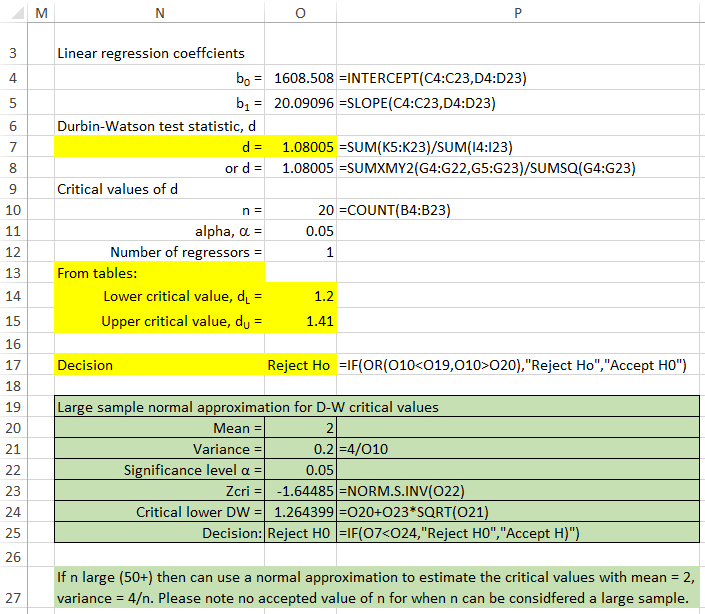 M N O P
3 Linear regression coeffcients
4 b0 = 1608.508 =INTERCEPT(C4:C23,D4:D23)
5 b1 = 20.09096 =SLOPE(C4:C23,D4:D23)
6 Durbin-Watson test statistic, d
7 d = 1.08005 =SUM(K5:K23)/SUM(I4:I23)
8 or d = 1.08005 =SUMXMY2(G4:G22,G5:G23)/SUMSQ(G4:G23)
9 Critical values of d
10 n = 20 =COUNT(B4:B23)
11 alpha, α = 0.05
12 Number of regressors = 1
13 From tables:
14 Lower critical value, dL = 1.2
15 Upper critical value, dU = 1.41
16
17 Decision Reject Ho =IF(OR(O10<O19,O10>O20),"Reject Ho","Accept H0")
18
19 Large sample normal approximation for D-W critical values
20 Mean = 2
21 Variance = 0.2 =4/O10
22 Significance level α = 0.05
23 Zcri = -1.64485 =NORM.S.INV(O22)
24 Critical lower DW = 1.264399 =O20+O23*SQRT(O21)
25 Decision: Reject H0 =IF(O7<O24,"Reject H0","Accept H)")
26
If n large (50+) then can use a normal approximation to estimate the critical values with mean = 2,
27 variance = 4/n. Please note no accepted value of n for when n can be considfered a large sample.